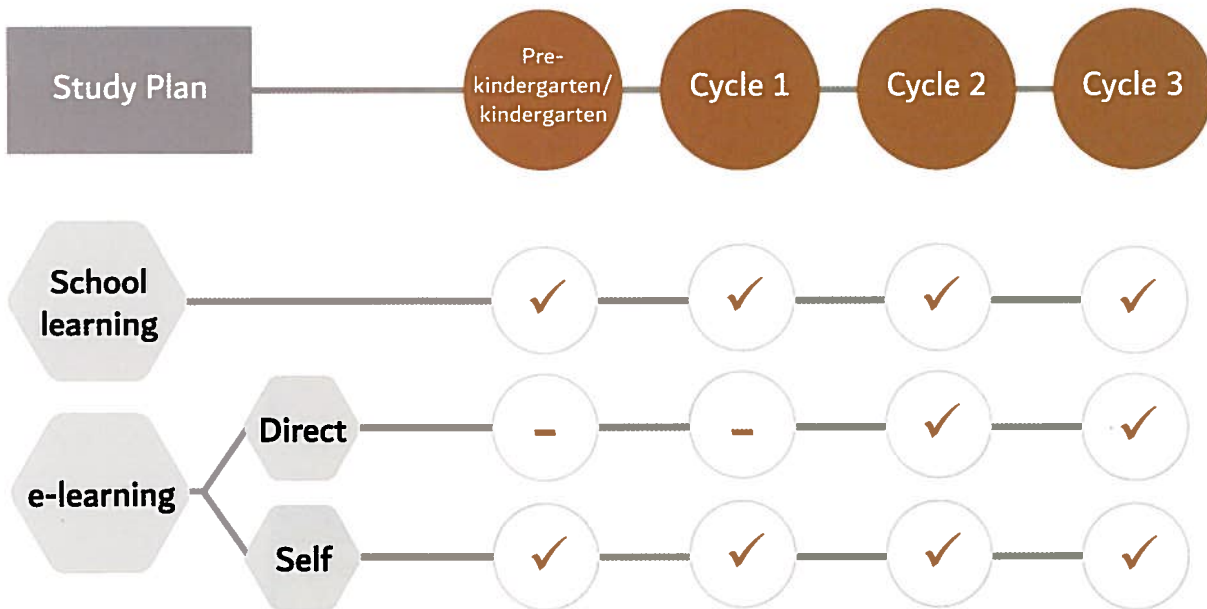 Study Plan
Pre-
kindergarten/
kindergarten
Cycle 1
Cycle 2
Cycle 3
School
learning
✓ ✓ ✓ ✓
e-learning
Direct
- - ✓ ✓
Self
✓ ✓ ✓ ✓